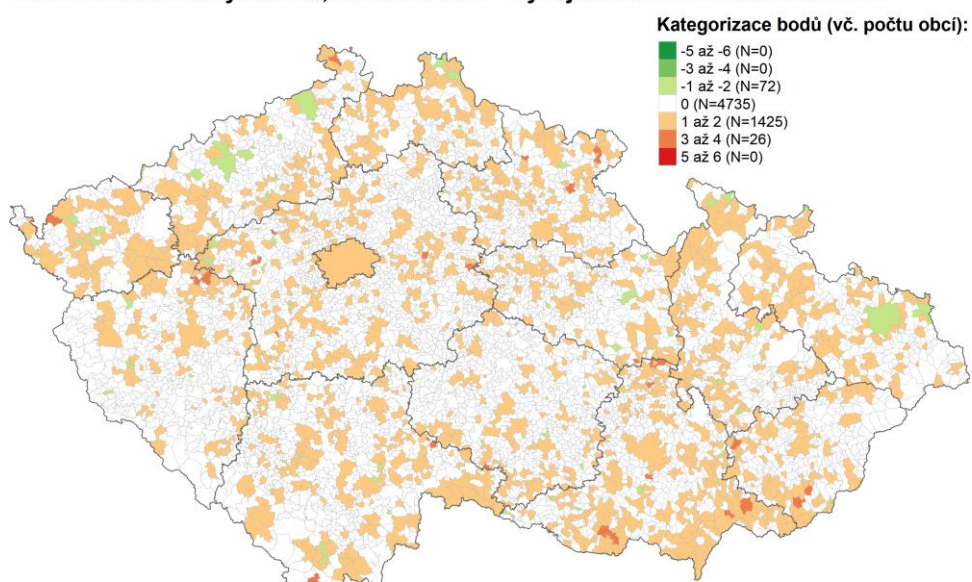 Kategorizace bodů (vč. počtu obcí):
-5 až -6 (N=0)
-3 až -4 (N=0)
-1 až -2 (N=72)
0 (N=4735)
1 až 2 (N=1425)
3 až 4 (N=26)
5 až 6 (N=0)